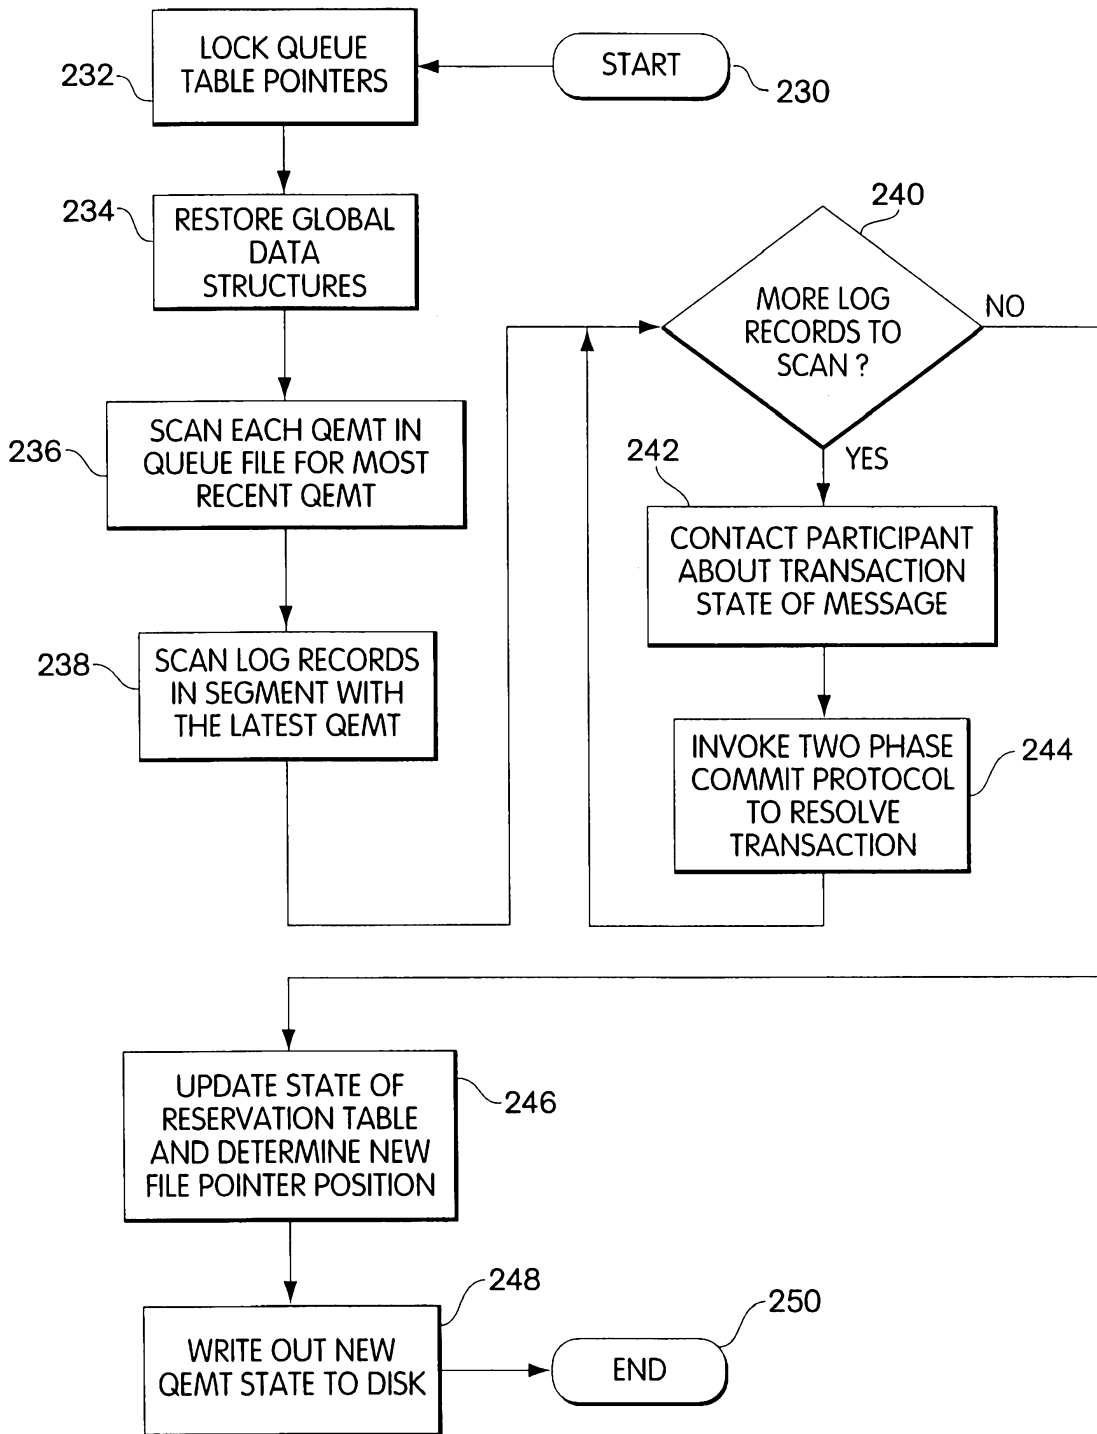 START
230
LOCK QUEUE
TABLE POINTERS
232
RESTORE GLOBAL
DATA
STRUCTURES
234
SCAN EACH QEMT IN
QUEUE FILE FOR MOST
RECENT QEMT
236
SCAN LOG RECORDS
IN SEGMENT WITH
THE LATEST QEMT
238
240
MORE LOG
RECORDS TO
SCAN ?
NO
YES
242
CONTACT PARTICIPANT
ABOUT TRANSACTION
STATE OF MESSAGE
INVOKE TWO PHASE
COMMIT PROTOCOL
TO RESOLVE
TRANSACTION
244
UPDATE STATE OF
RESERVATION TABLE
AND DETERMINE NEW
FILE POINTER POSITION
246
WRITE OUT NEW
QEMT STATE TO DISK
248
END
250